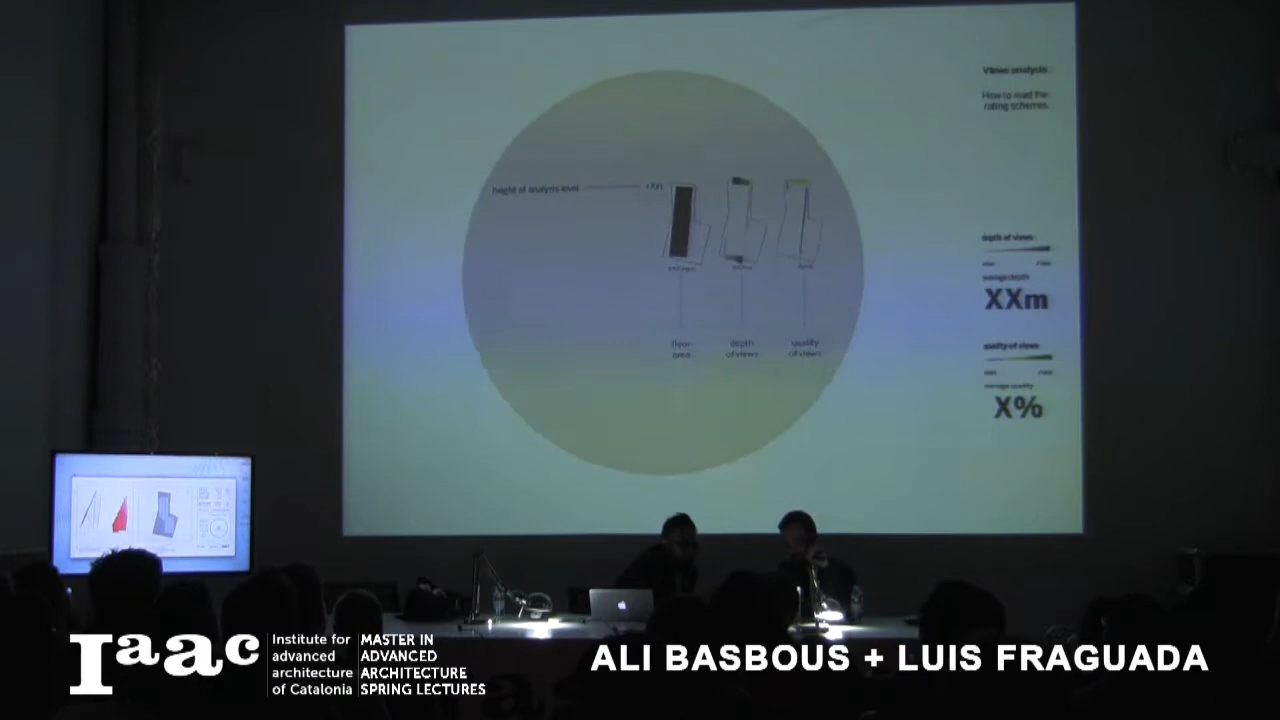 Views analysis
How to read the
rating schemes
height of analysis level
floor
area
depth
of views
quality
of views
depth of views
average depth
XXm
quality of views
average quality
X%
Iaac
Institute for
advanced
architecture
of Catalonia
MASTER IN
ADVANCED
ARCHITECTURE
SPRING LECTURES
ALI BASBOUS + LUIS FRAGUADA